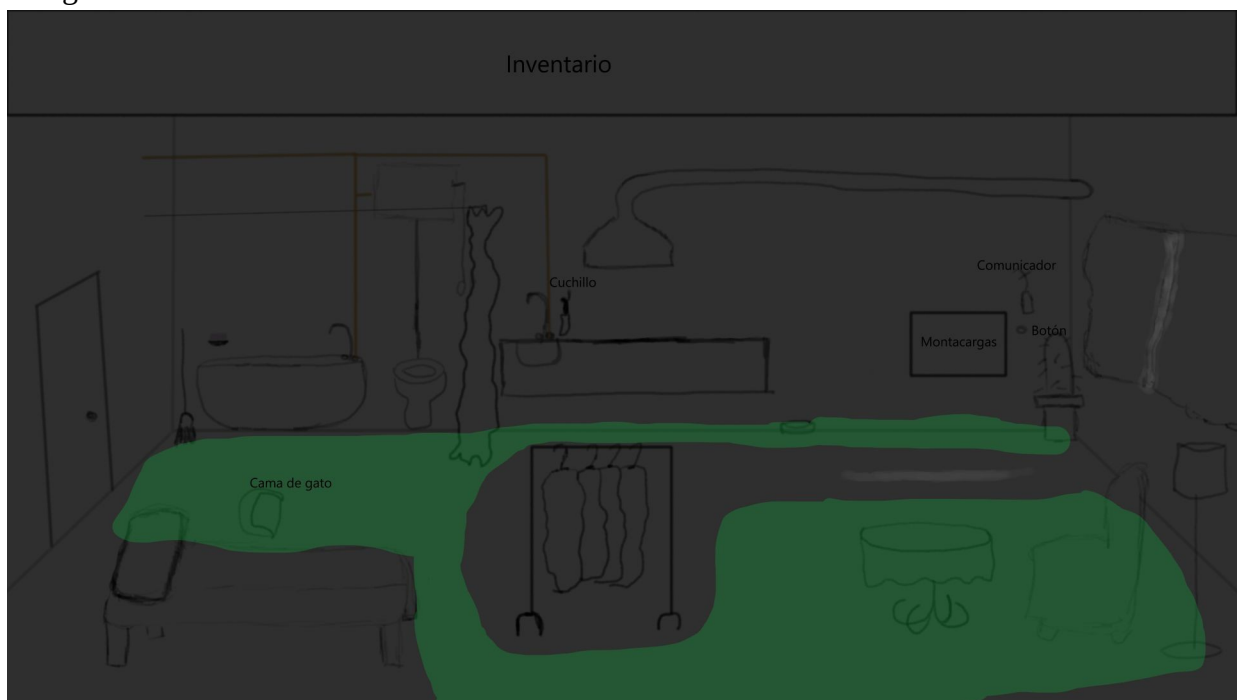 Inventario
Comunicador
Cuchillo
Botón
Montacargas
Cama de gato